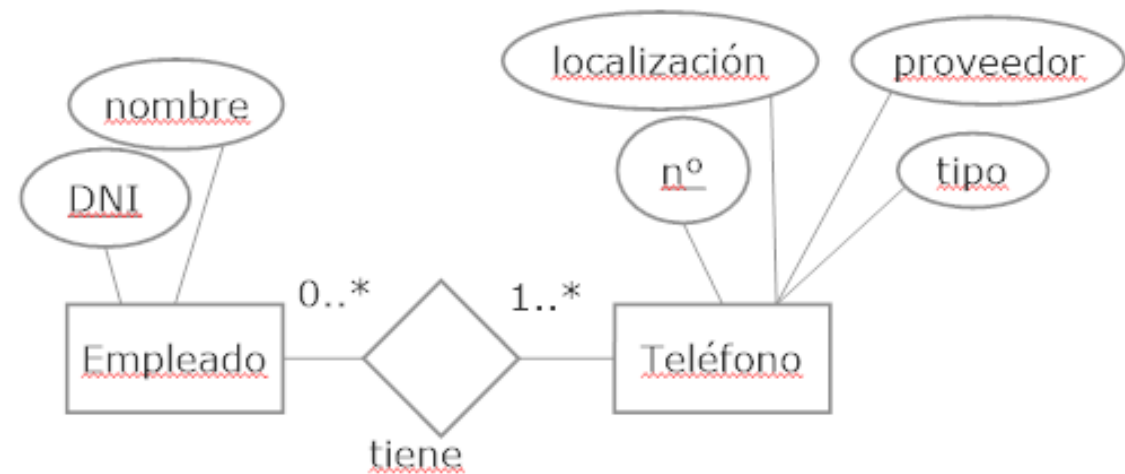 localización
proveedor
nombre
nº
tipo
DNI
0..*
1..*
Empleado
Teléfono
tiene